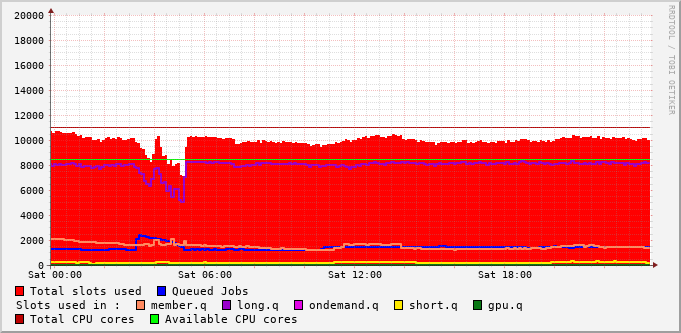 20000
18000
16000
14000
12000
10000
8000
6000
4000
2000
0
Sat 00:00 Sat 06:00 Sat 12:00 Sat 18:00
Total slots used Queued Jobs
Slots used in : member.q long.q ondemand.q short.q gpu.q
Total CPU cores Available CPU cores
RRDTOOL / TOBI OETIKER